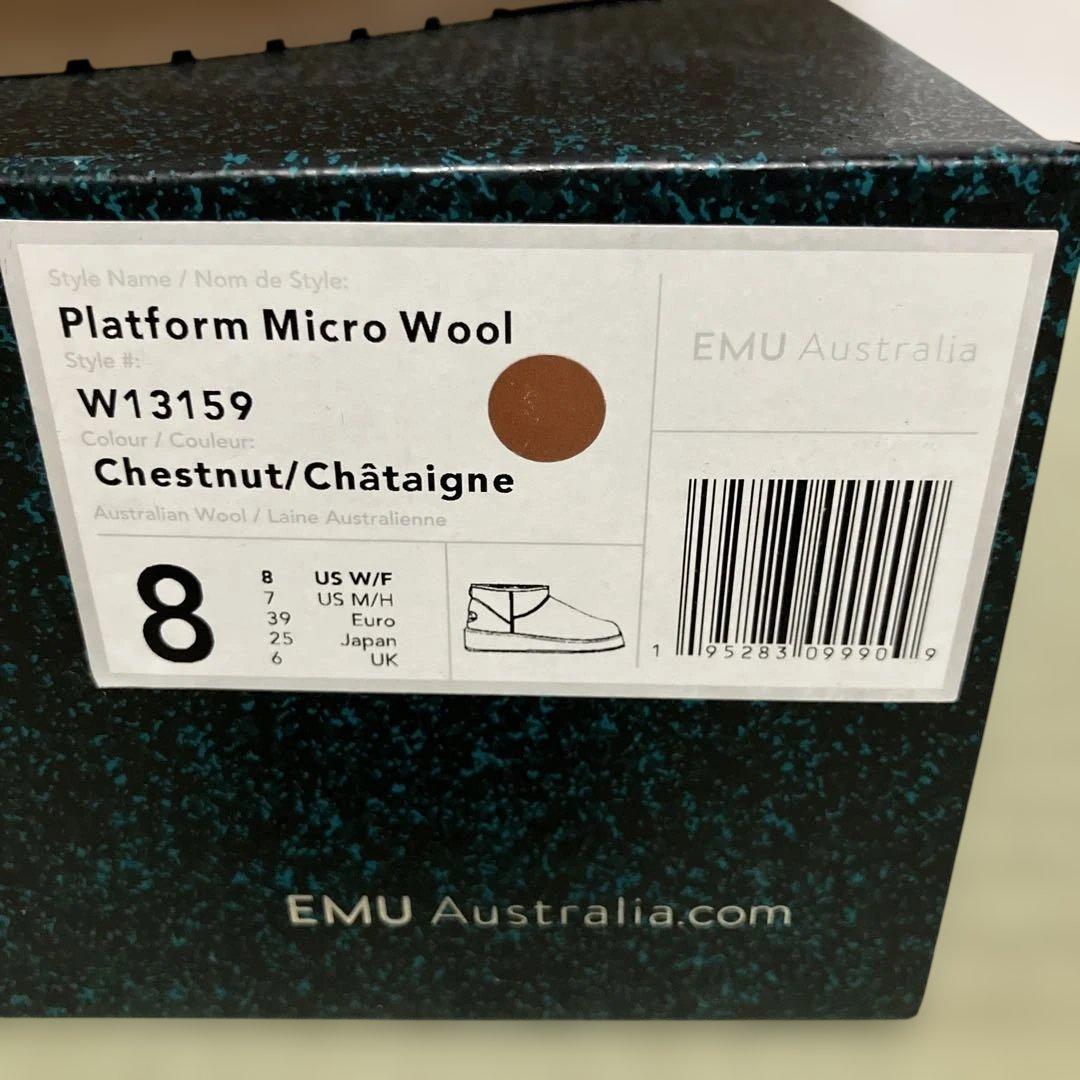 Style Name / Nom de Style:
Platform Micro Wool
Style #:
W13159
Colour / Couleur:
Chestnut/Châtaigne
Australian Wool / Laine Australienne
8
8 US W/F
7 US M/H
39 Euro
25 Japan
6 UK
EMU Australia
1 95283 09990 9
EMU Australia.com